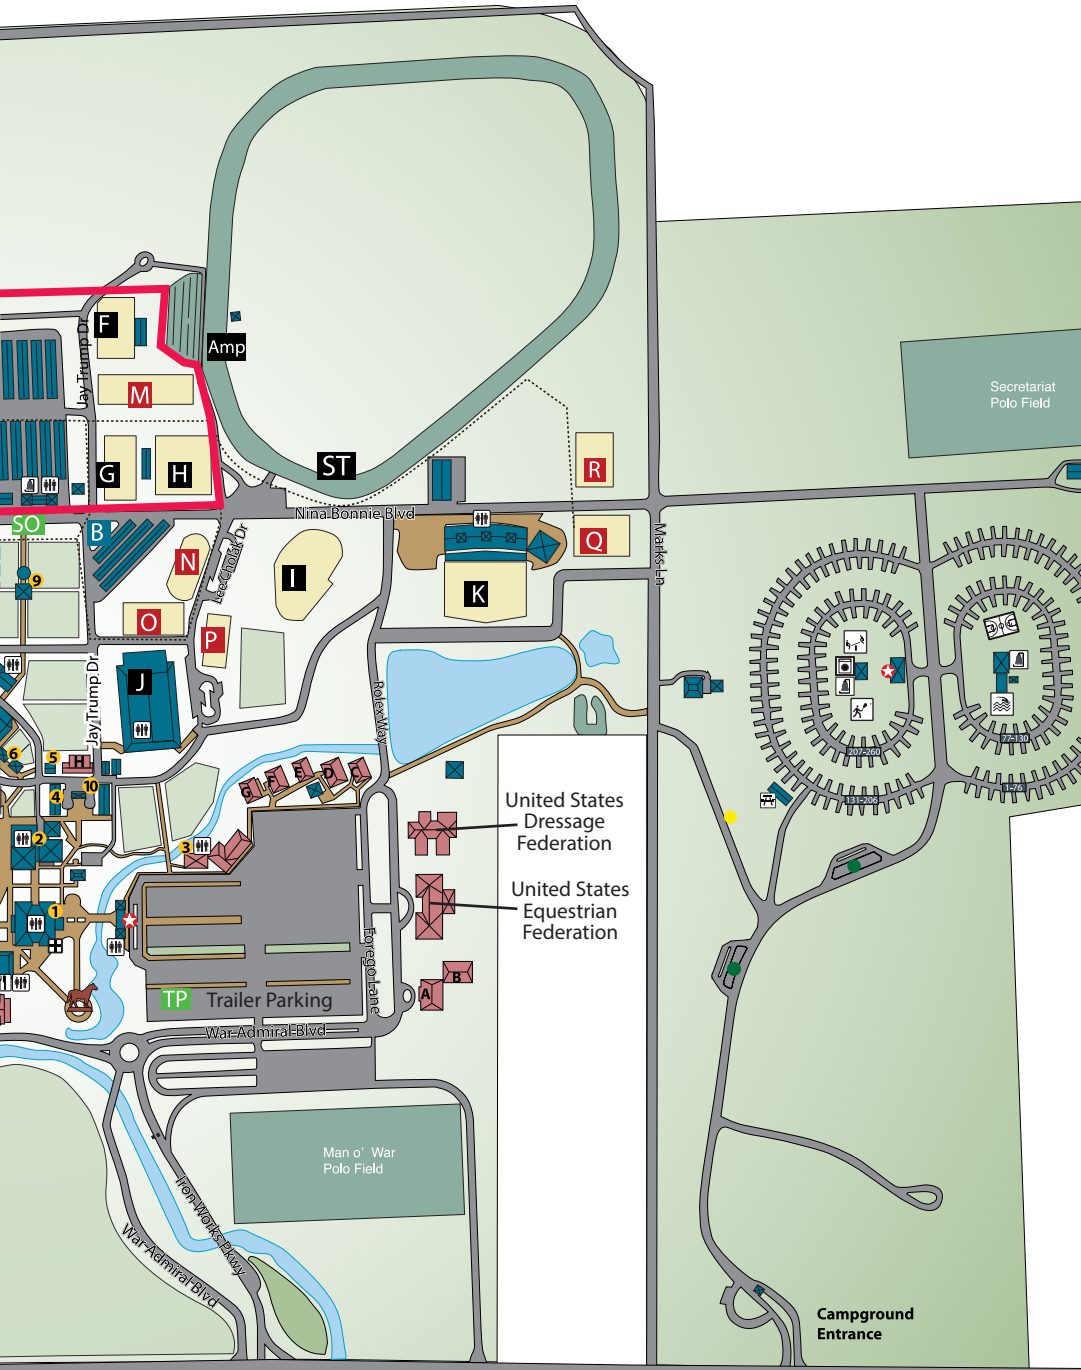 F
Jay Trump Dr
Amp
M
Secretariat
Polo Field
G
H
ST
R
Nina Bonnie Blvd
SO
B
Q
Marks Ln
N
LeeCholak Dr
I
9
K
O
P
J
Jay Trump Dr
Rolex Way
6
5
H
207-260
77-130
10
4
G
F
E
D
C
131-206
1-76
United States
Dressage
Federation
2
3
United States
Equestrian
Federation
1
Forego Lane
B
A
TP
Trailer Parking
War Admiral Blvd
Man o' War
Polo Field
Iron Works Pkwy
War Admiral Blvd
Campground
Entrance